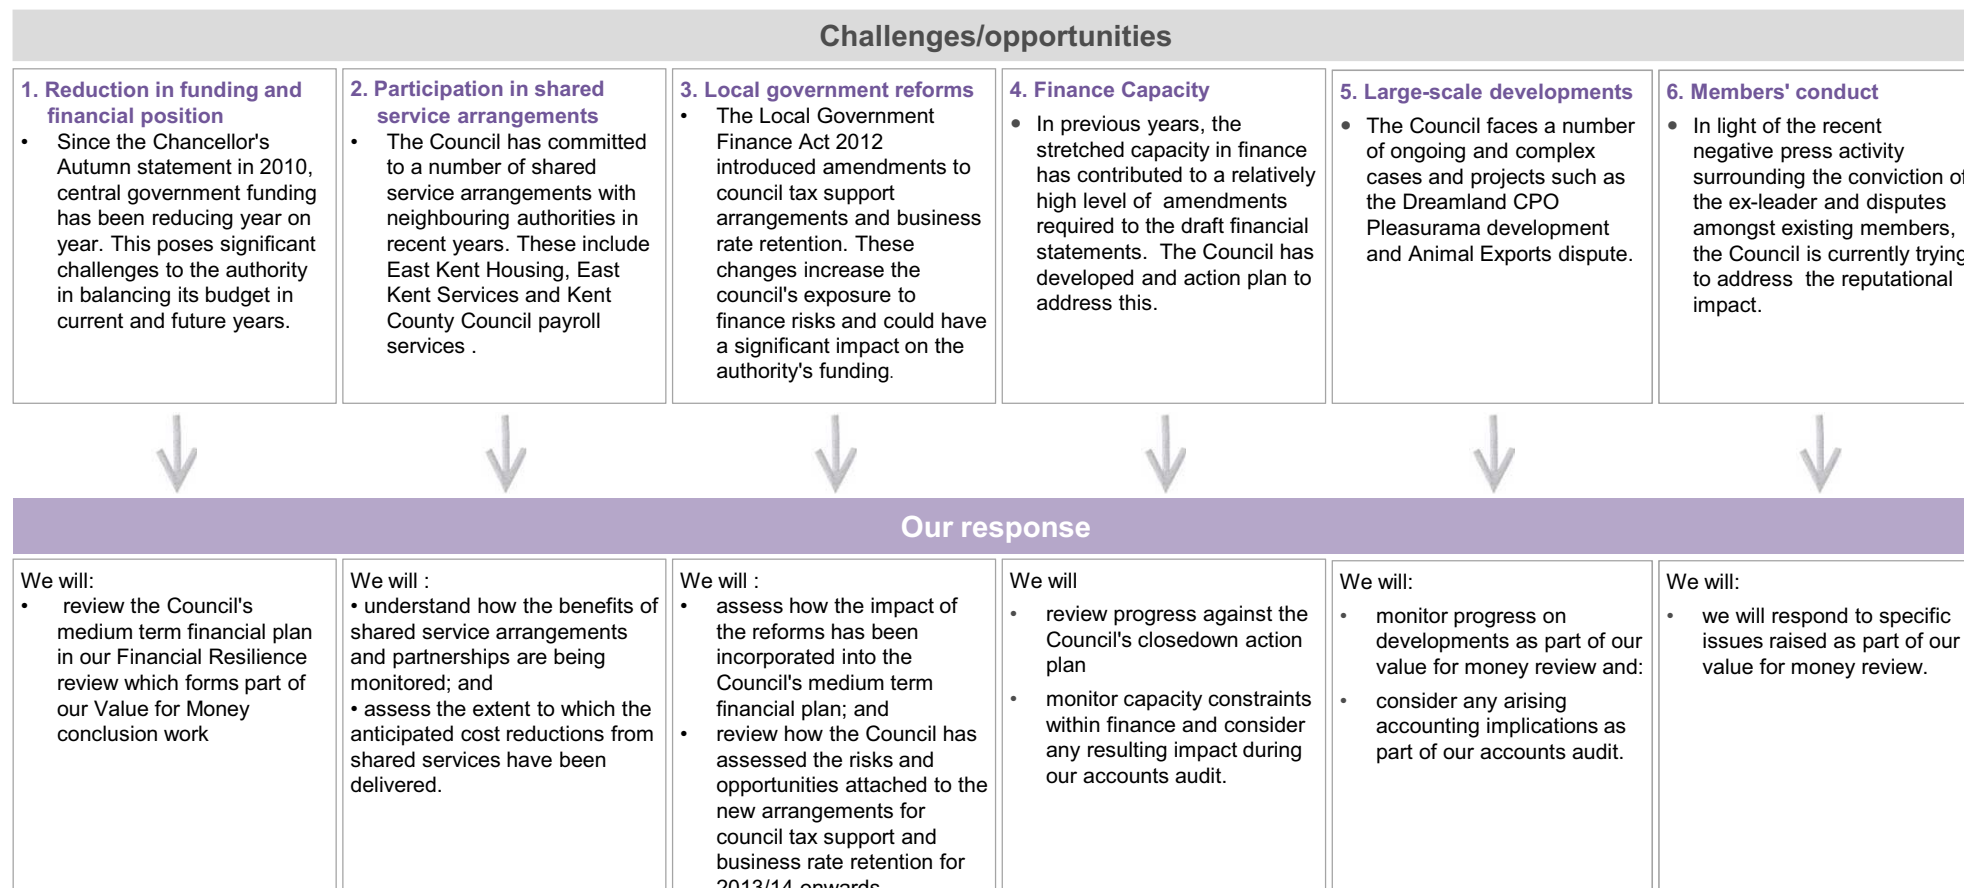 Challenges/opportunities
1. Reduction in funding and
financial position
• Since the Chancellor's
Autumn statement in 2010,
central government funding
has been reducing year on
year. This poses significant
challenges to the authority
in balancing its budget in
current and future years.
2. Participation in shared
service arrangements
• The Council has committed
to a number of shared
service arrangements with
neighbouring authorities in
recent years. These include
East Kent Housing, East
Kent Services and Kent
County Council payroll
services .
3. Local government reforms
• The Local Government
Finance Act 2012
introduced amendments to
council tax support
arrangements and business
rate retention. These
changes increase the
council's exposure to
finance risks and could have
a significant impact on the
authority's funding.
4. Finance Capacity
• In previous years, the
stretched capacity in finance
has contributed to a relatively
high level of amendments
required to the draft financial
statements. The Council has
developed and action plan to
address this.
5. Large-scale developments
• The Council faces a number
of ongoing and complex
cases and projects such as
the Dreamland CPO
Pleasurama development
and Animal Exports dispute.
6. Members' conduct
• In light of the recent
negative press activity
surrounding the conviction of
the ex-leader and disputes
amongst existing members,
the Council is currently trying
to address the reputational
impact.
Our response
We will:
• review the Council's
medium term financial plan
in our Financial Resilience
review which forms part of
our Value for Money
conclusion work
We will :
• understand how the benefits of
shared service arrangements
and partnerships are being
monitored; and
• assess the extent to which the
anticipated cost reductions from
shared services have been
delivered.
We will :
• assess how the impact of
the reforms has been
incorporated into the
Council's medium term
financial plan; and
• review how the Council has
assessed the risks and
opportunities attached to the
new arrangements for
council tax support and
business rate retention for
2013/14 onwards
We will
• review progress against the
Council's closedown action
plan
• monitor capacity constraints
within finance and consider
any resulting impact during
our accounts audit.
We will:
• monitor progress on
developments as part of our
value for money review and:
• consider any arising
accounting implications as
part of our accounts audit.
We will:
• we will respond to specific
issues raised as part of our
value for money review.